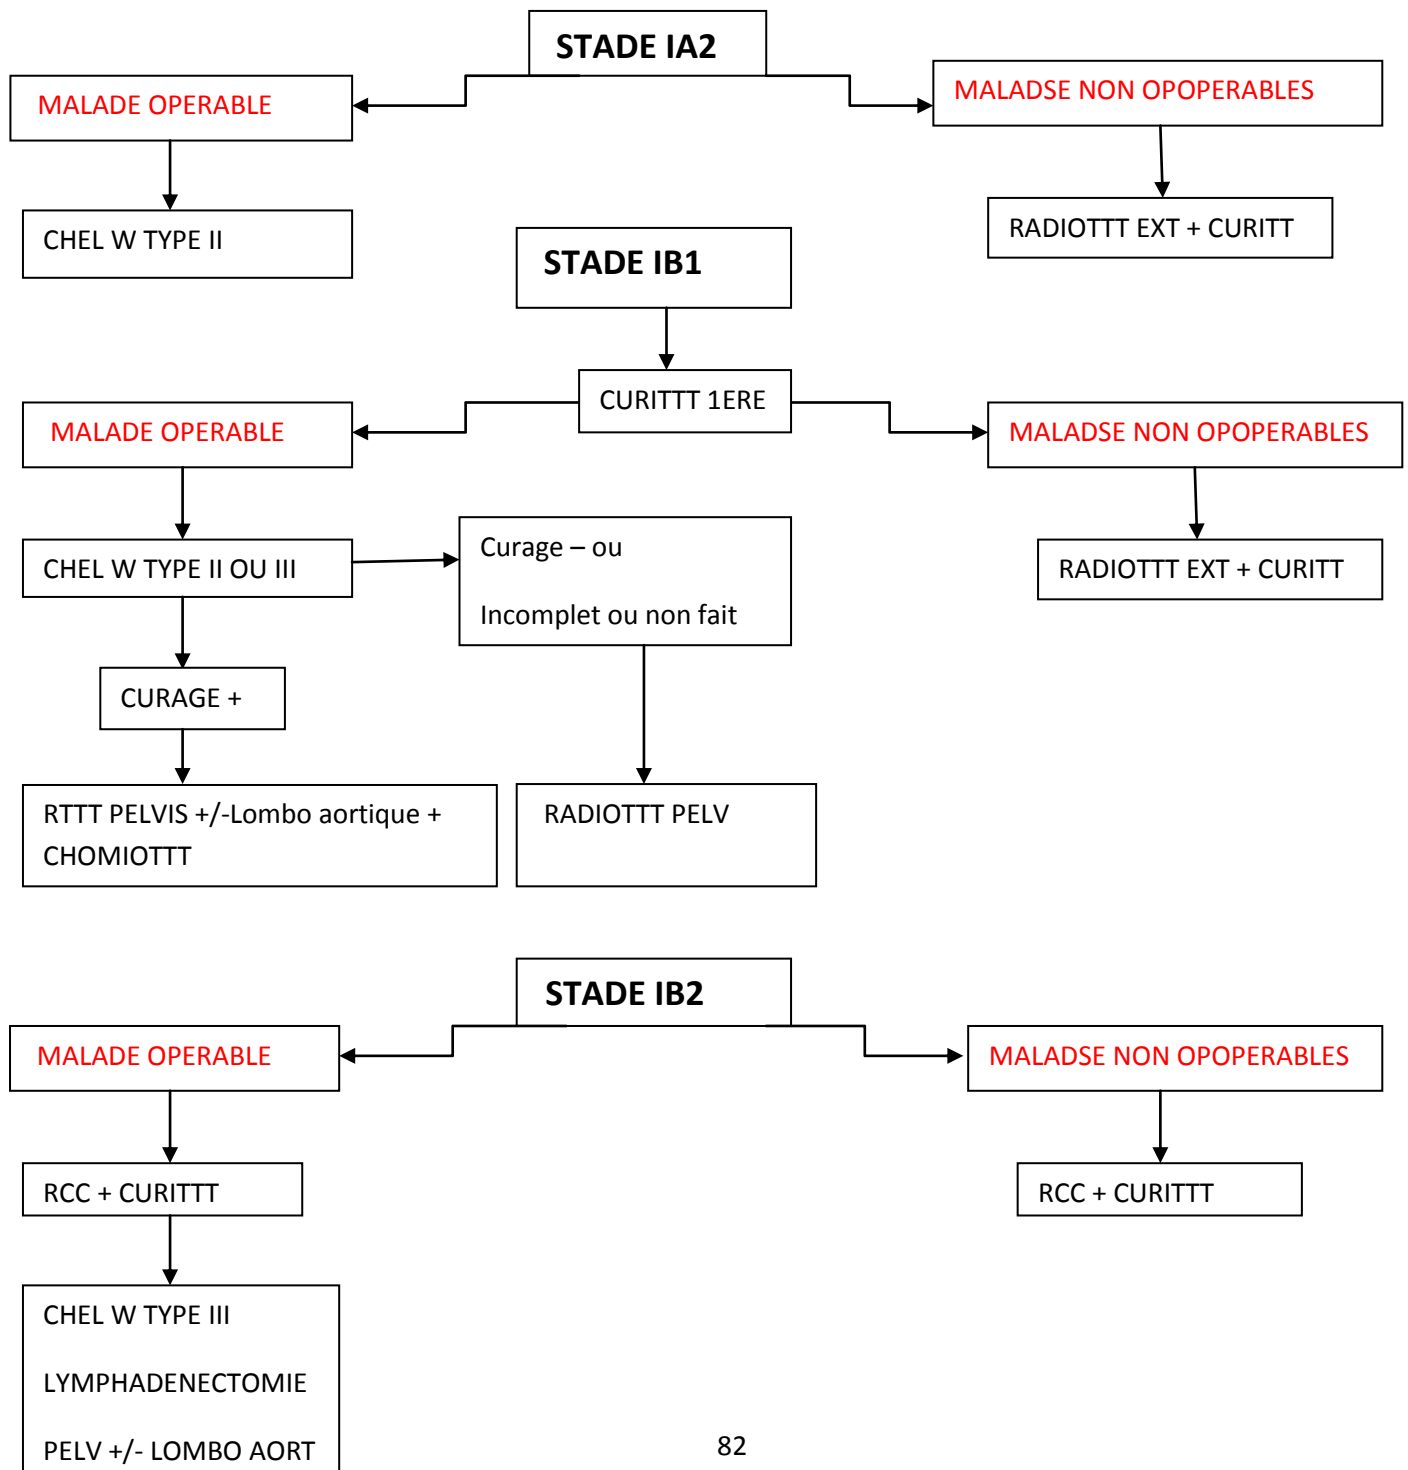 STADE IA2
MALADE OPERABLE
MALADSE NON OPOPERABLES
CHEL W TYPE II
RADIOTTT EXT + CURITT
STADE IB1
CURITTT 1ERE
MALADE OPERABLE
MALADSE NON OPOPERABLES
CHEL W TYPE II OU III
Curage – ou
Incomplet ou non fait
RADIOTTT EXT + CURITT
CURAGE +
RTTT PELVIS +/-Lombo aortique +
CHOMIOTTT
RADIOTTT PELV
STADE IB2
MALADE OPERABLE
MALADSE NON OPOPERABLES
RCC + CURITTT
RCC + CURITTT
CHEL W TYPE III
LYMPHADENECTOMIE
PELV +/- LOMBO AORT
82